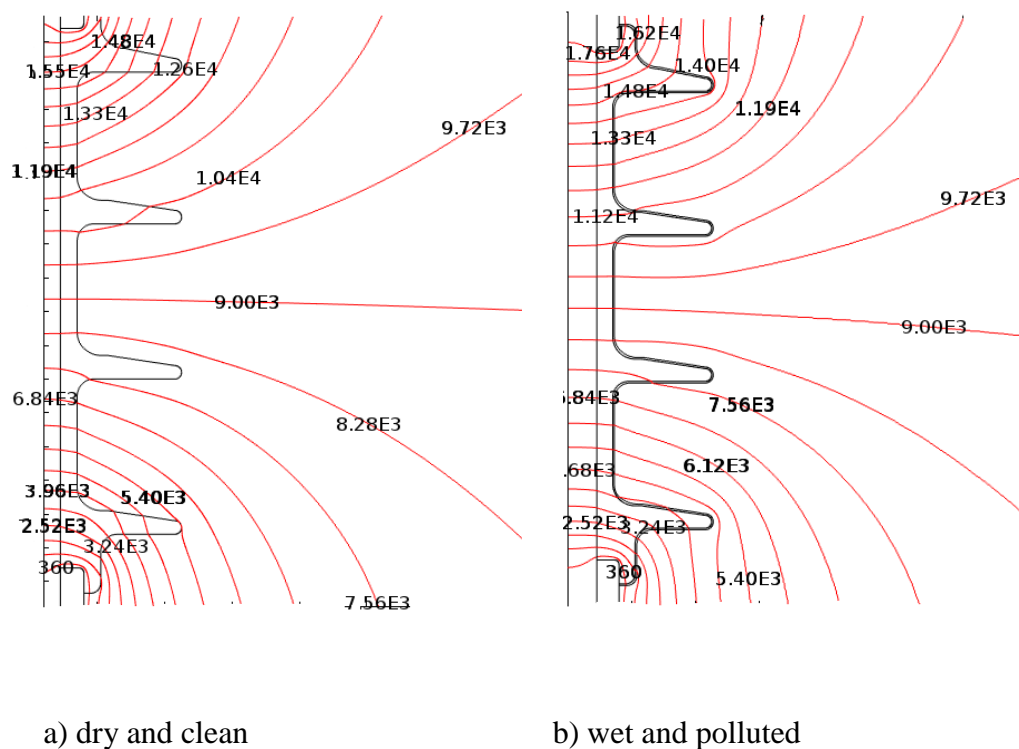 1.48E4
1.55E4
1.26E4
1.33E4
9.72E3
1.19E4
1.04E4
9.00E3
6.84E3
8.28E3
3.96E3
5.40E3
2.52E3
3.24E3
360
7.56E3
1.62E4
1.76E4
1.40E4
1.48E4
1.19E4
1.33E4
9.72E3
1.12E4
9.00E3
.84E3
7.56E3
.68E3
6.12E3
2.52E3
3.24E3
360
5.40E3
a) dry and clean
b) wet and polluted